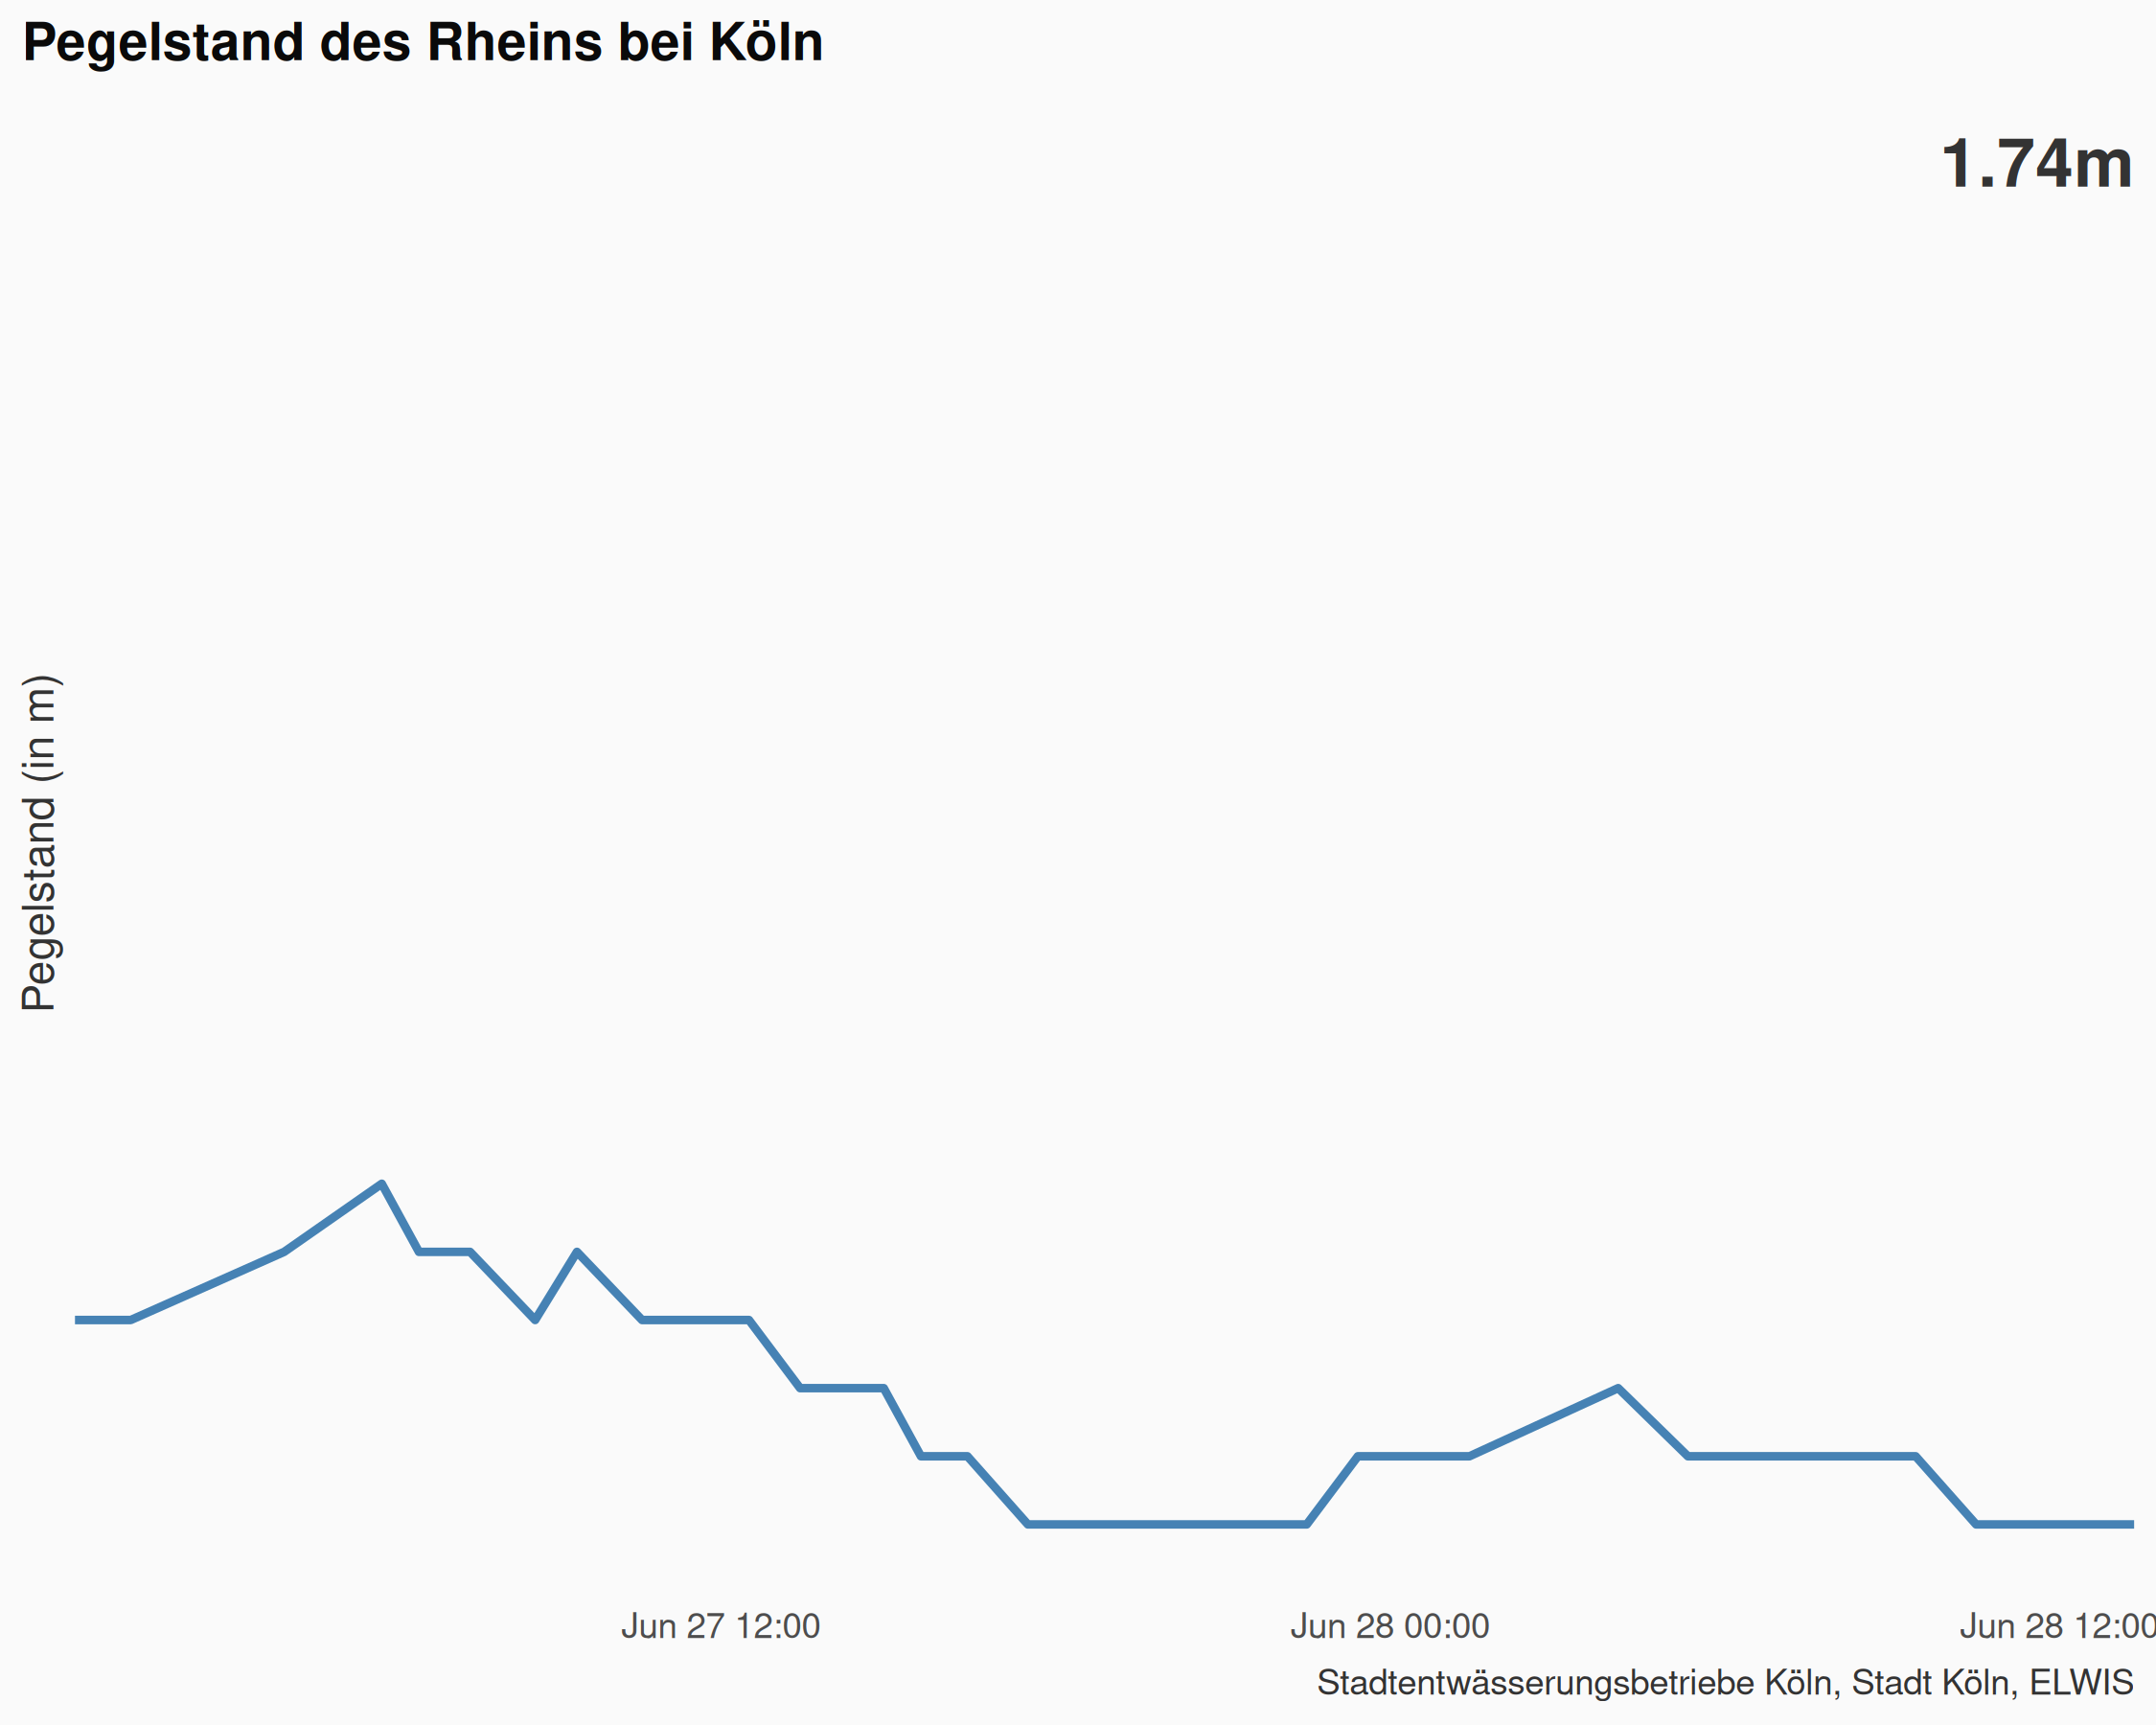 Pegelstand des Rheins bei Köln
1.74m
Pegelstand (in m)
Jun 27 12:00
Jun 28 00:00
Jun 28 12:00
Stadtentwässerungsbetriebe Köln, Stadt Köln, ELWIS